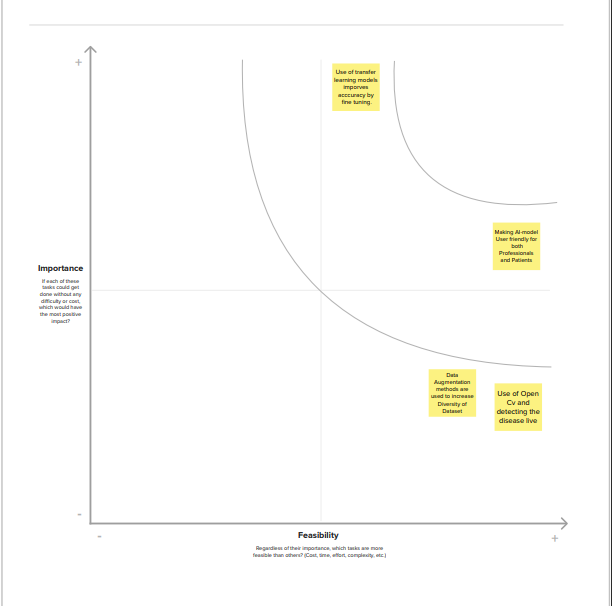 +
Use of transfer
learning models
imporves
acccuracy by
fine tuning.
Making AI-model
User friendly for
both
Professionals
and Patients
Importance
If each of these
tasks could get
done without any
difficulty or cost,
which would have
the most positive
impact?
Data
Augmentation
methods are
used to increase
Diversity of
Dataset
Use of Open
Cv and
detecting the
disease live
-
-
Feasibility
+
Regardless of their importance, which tasks are more
feasible than others? (Cost, time, effort, complexity, etc.)